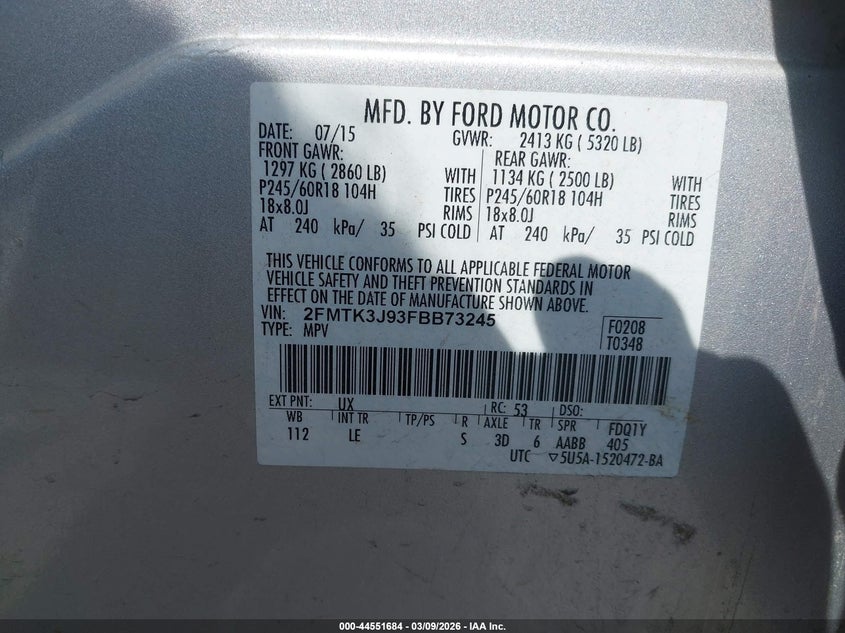 MFD. BY FORD MOTOR CO.
DATE: 07/15 GVWR: 2413 KG ( 5320 LB)
FRONT GAWR: REAR GAWR:
1297 KG ( 2860 LB) WITH 1134 KG ( 2500 LB) WITH
P245/60R18 104H TIRES P245/60R18 104H TIRES
18x8.0J RIMS 18x8.0J RIMS
AT 240 kPa/ 35 PSI COLD AT 240 kPa/ 35 PSI COLD
THIS VEHICLE CONFORMS TO ALL APPLICABLE FEDERAL MOTOR
VEHICLE SAFETY AND THEFT PREVENTION STANDARDS IN
EFFECT ON THE DATE OF MANUFACTURE SHOWN ABOVE.
VIN: 2FMTK3J93FBB73245 F0208
TYPE: MPV T0348
EXT PNT: UX RC: 53 DSO:
WB INT TR TP/PS R AXLE TR SPR FDQ1Y
112 LE S 3D 6 AABB 405
UTC ▽5U5A-1520472-BA
000-44551684 | 03/09/2026 - IAA Inc.